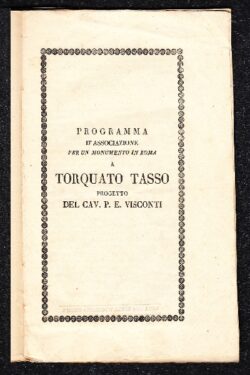 PROGRAMMA
D'ASSOCIAZIONE
PER UN MONUMENTO IN ROMA
A
TORQUATO TASSO
PROGETTO
DEL CAV. P. E. VISCONTI